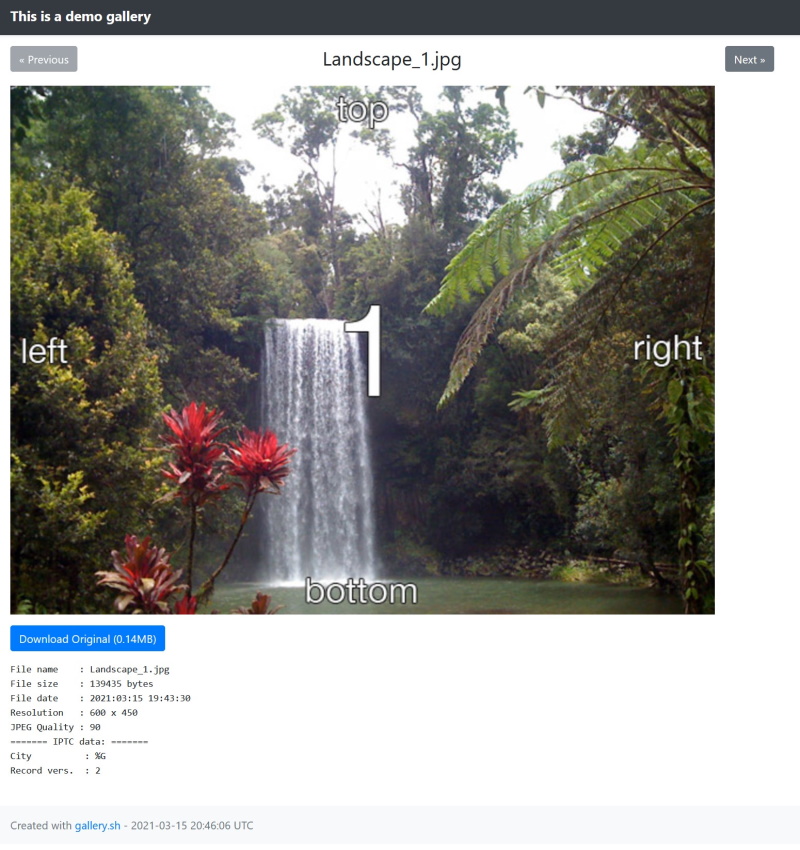 This is a demo gallery
« Previous
Landscape_1.jpg
Next »
top
1
left
right
bottom
Download Original (0.14MB)
File name    : Landscape_1.jpg
File size    : 139435 bytes
File date    : 2021:03:15 19:43:30
Resolution   : 600 x 450
JPEG Quality : 90
======= IPTC data: =======
City          : %G
Record vers.  : 2
Created with gallery.sh - 2021-03-15 20:46:06 UTC